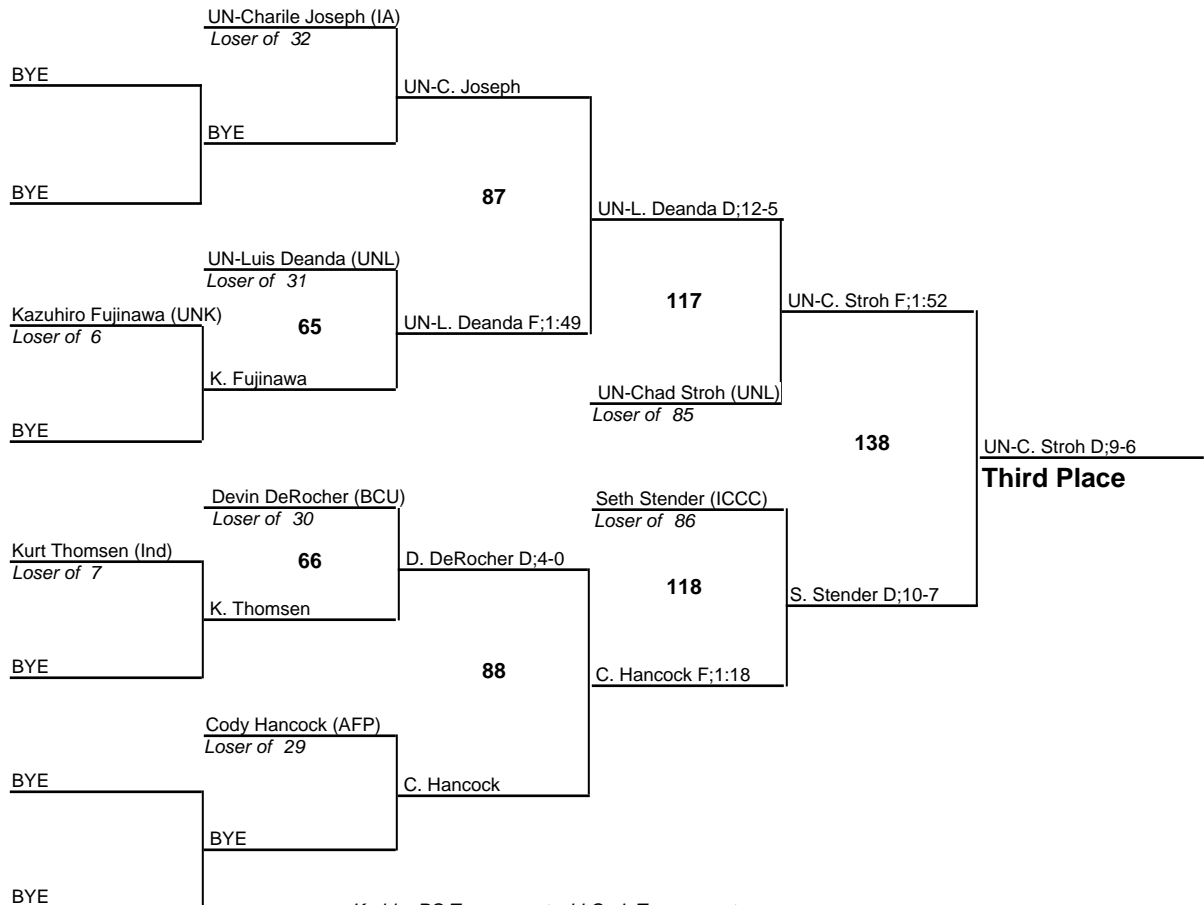 UN-Charile Joseph (IA)
Loser of 32
BYE
UN-C. Joseph
BYE
BYE
87
UN-L. Deanda D;12-5
UN-Luis Deanda (UNL)
Loser of 31
117
UN-C. Stroh F;1:52
Kazuhiro Fujinawa (UNK)
Loser of 6
65
UN-L. Deanda F;1:49
K. Fujinawa
UN-Chad Stroh (UNL)
Loser of 85
BYE
138
UN-C. Stroh D;9-6
Third Place
Devin DeRocher (BCU)
Loser of 30
Seth Stender (ICCC)
Loser of 86
Kurt Thomsen (Ind)
Loser of 7
66
D. DeRocher D;4-0
118
S. Stender D;10-7
K. Thomsen
BYE
88
C. Hancock F;1:18
Cody Hancock (AFP)
Loser of 29
BYE
C. Hancock
BYE
BYE